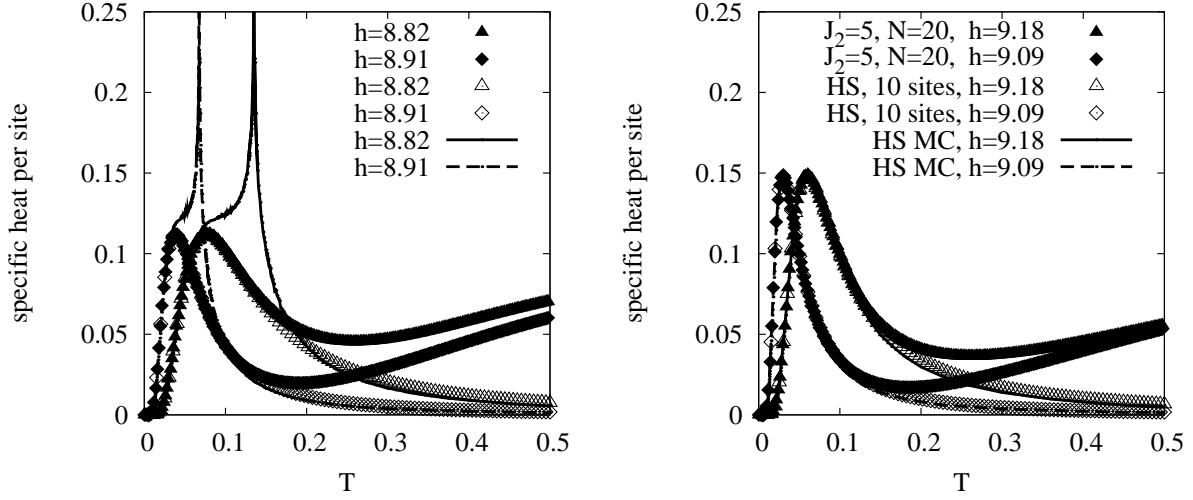 specific heat per site
0.25
0.2
0.15
0.1
0.05
0
0
0.1
0.2
0.3
0.4
0.5
T
h=8.82
h=8.91
h=8.82
h=8.91
h=8.82
h=8.91
specific heat per site
0.25
0.2
0.15
0.1
0.05
0
0
0.1
0.2
0.3
0.4
0.5
T
J₂=5, N=20, h=9.18
J₂=5, N=20, h=9.09
HS, 10 sites, h=9.18
HS, 10 sites, h=9.09
HS MC, h=9.18
HS MC, h=9.09